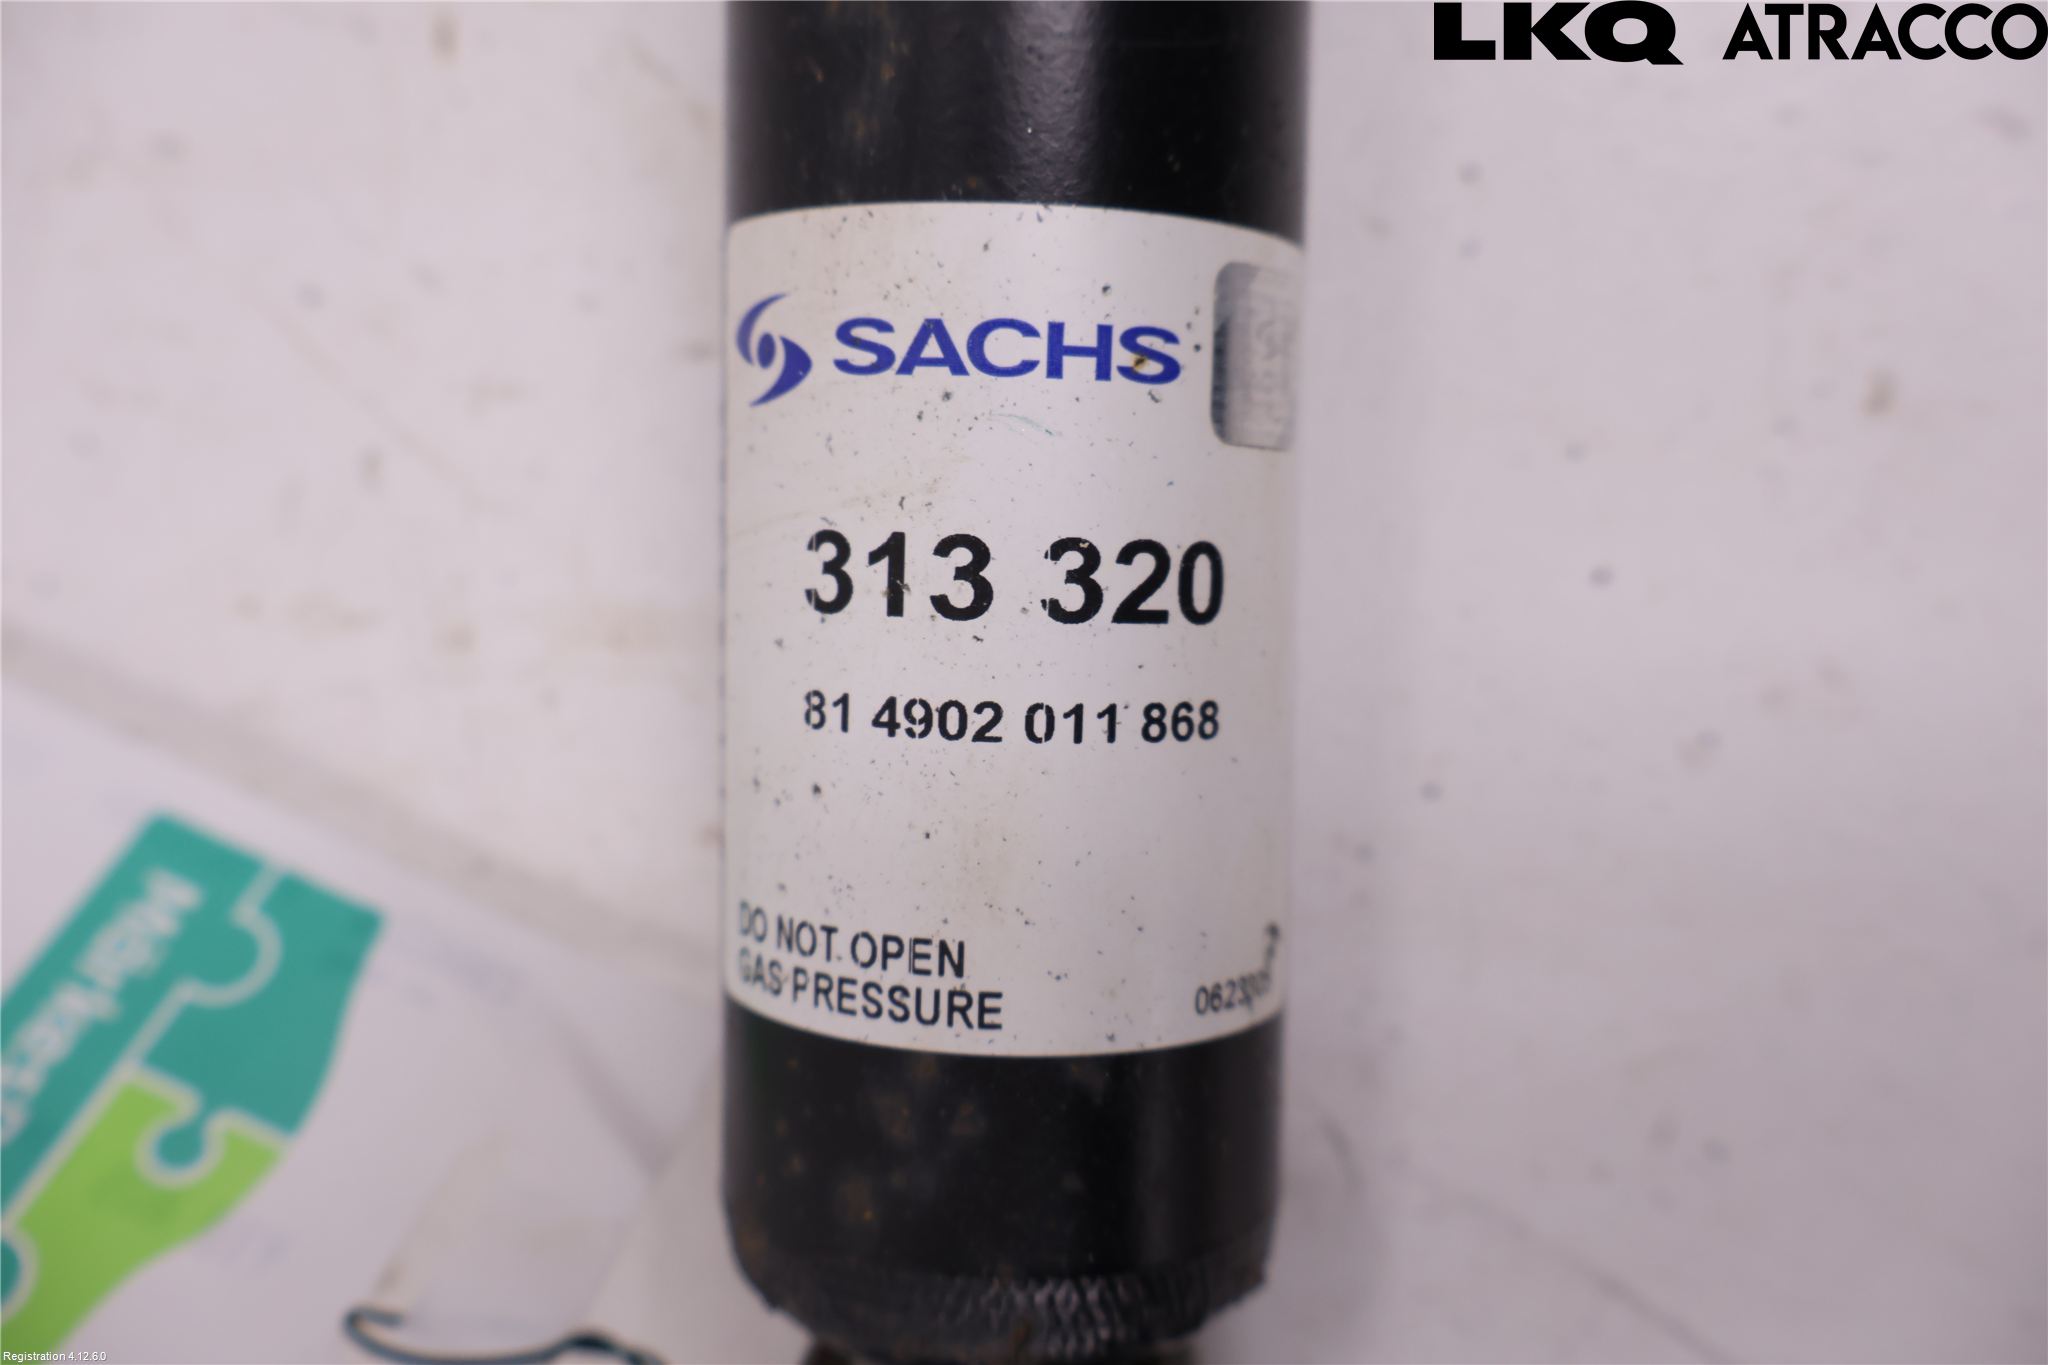 LKQ ATRACCO
SACHS
313 320
81 4902 011 868
DO NOT OPEN
GAS PRESSURE
Registration 4.12.6.0